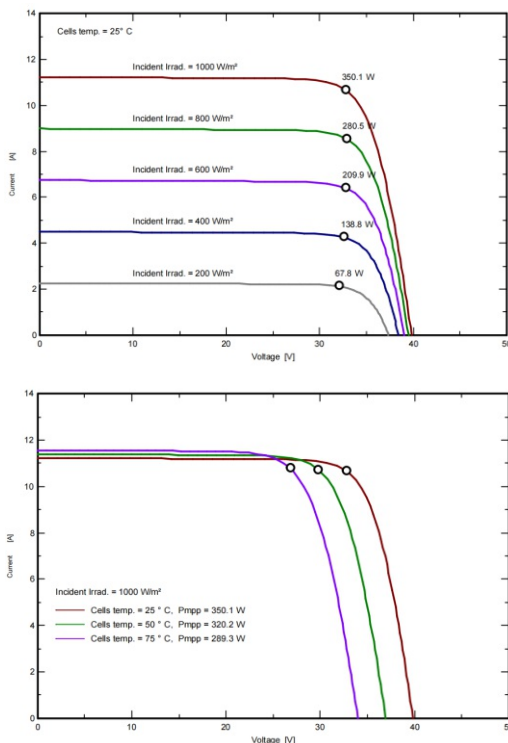 14
Cells temp. = 25° C
12
Incident Irrad. = 1000 W/m²
350.1 W
10
Incident Irrad. = 800 W/m²
280.5 W
8
Current [A]
Incident Irrad. = 600 W/m²
209.9 W
6
Incident Irrad. = 400 W/m²
138.8 W
4
Incident Irrad. = 200 W/m²
67.8 W
2
0
0 10 20 30 40 50
Voltage [V]
14
12
10
8
Current [A]
6
Incident Irrad. = 1000 W/m²
4
Cells temp. = 25 ° C, Pmpp = 350.1 W
Cells temp. = 50 ° C, Pmpp = 320.2 W
Cells temp. = 75 ° C, Pmpp = 289.3 W
2
0
0 10 20 30 40 50
Voltage [V]